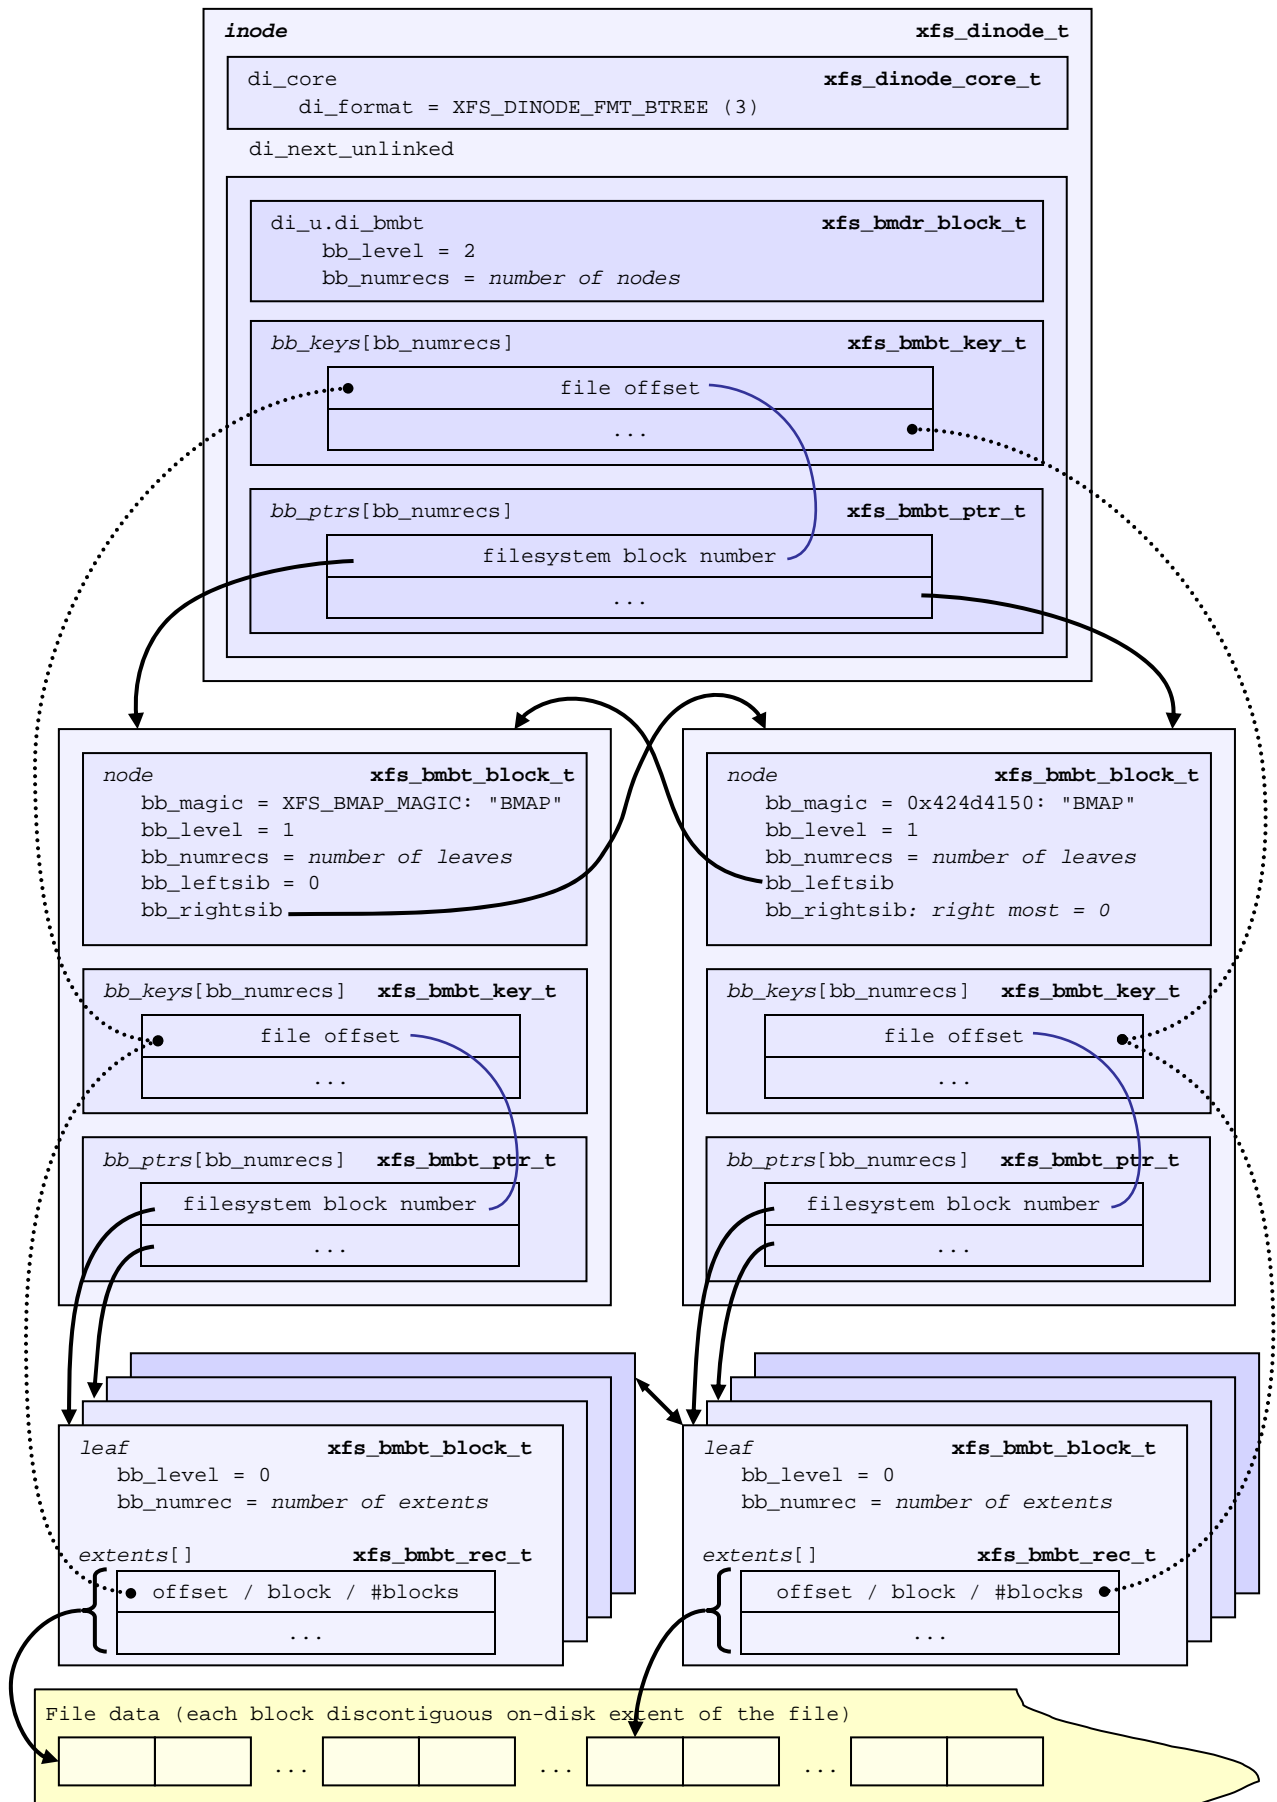 inode xfs_dinode_t
di_core xfs_dinode_core_t
di_format = XFS_DINODE_FMT_BTREE (3)
di_next_unlinked
di_u.di_bmbt xfs_bmdr_block_t
bb_level = 2
bb_numrecs = number of nodes
bb_keys[bb_numrecs] xfs_bmbt_key_t
file offset
...
bb_ptrs[bb_numrecs] xfs_bmbt_ptr_t
filesystem block number
...
node xfs_bmbt_block_t
bb_magic = XFS_BMAP_MAGIC: "BMAP"
bb_level = 1
bb_numrecs = number of leaves
bb_leftsib = 0
bb_rightsib
bb_keys[bb_numrecs] xfs_bmbt_key_t
file offset
...
bb_ptrs[bb_numrecs] xfs_bmbt_ptr_t
filesystem block number
...
node xfs_bmbt_block_t
bb_magic = 0x424d4150: "BMAP"
bb_level = 1
bb_numrecs = number of leaves
bb_leftsib
bb_rightsib: right most = 0
bb_keys[bb_numrecs] xfs_bmbt_key_t
file offset
...
bb_ptrs[bb_numrecs] xfs_bmbt_ptr_t
filesystem block number
...
leaf xfs_bmbt_block_t
bb_level = 0
bb_numrec = number of extents
extents[] xfs_bmbt_rec_t
offset / block / #blocks
...
leaf xfs_bmbt_block_t
bb_level = 0
bb_numrec = number of extents
extents[] xfs_bmbt_rec_t
offset / block / #blocks
...
File data (each block discontiguous on-disk extent of the file)
... ... ...